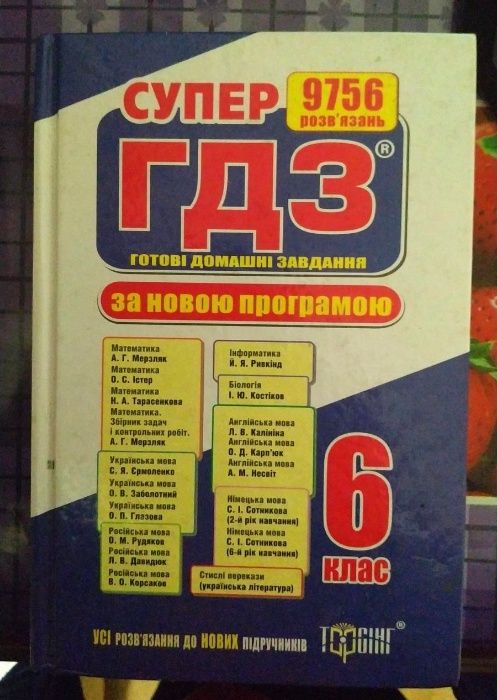 СУПЕР
9756
розв'язань
ГДЗ®
ГОТОВІ ДОМАШНІ ЗАВДАННЯ
за новою програмою
Математика
А. Г. Мерзляк
Математика
О. С. Істер
Математика
Н. А. Тарасенкова
Математика.
Збірник задач
і контрольних робіт.
А. Г. Мерзляк
Українська мова
С. Я. Єрмоленко
Українська мова
О. В. Заболотний
Українська мова
О. П. Глазова
Російська мова
О. М. Рудяков
Російська мова
Л. В. Давидюк
Російська мова
В. О. Корсаков
Інформатика
Й. Я. Ривкінд
Біологія
І. Ю. Костіков
Англійська мова
Л. В. Калініна
Англійська мова
О. Д. Карп'юк
Англійська мова
А. М. Несвіт
Німецька мова
С. І. Сотникова
(2-й рік навчання)
Німецька мова
С. І. Сотникова
(6-й рік навчання)
Стислі перекази
(українська література)
6
клас
УСІ РОЗВ'ЯЗАННЯ ДО НОВИХ ПІДРУЧНИКІВ
ТОРСІНГ®